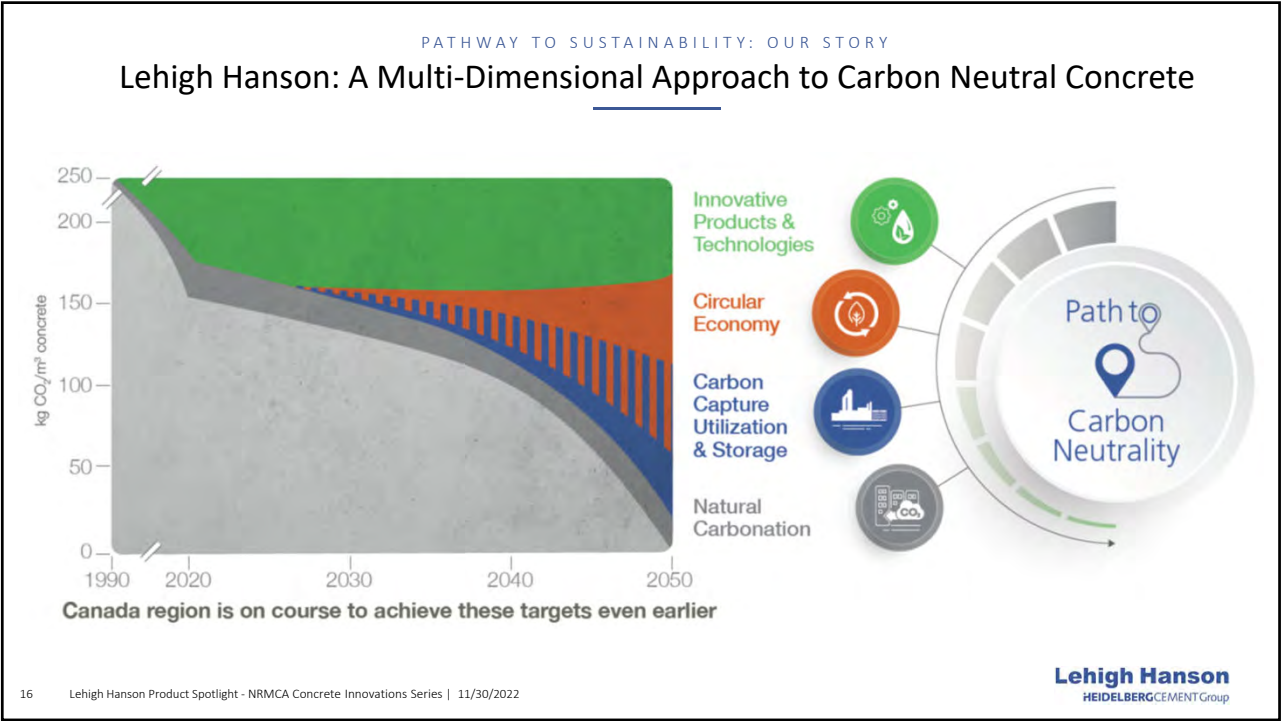 PATHWAY TO SUSTAINABILITY: OUR STORY
Lehigh Hanson: A Multi-Dimensional Approach to Carbon Neutral Concrete
250
200
150
100
50
0
kg CO₂/m³ concrete
1990
2020
2030
2040
2050
Innovative
Products &
Technologies
Circular
Economy
Carbon
Capture
Utilization
& Storage
Natural
Carbonation
CO₂
Path to
Carbon
Neutrality
Canada region is on course to achieve these targets even earlier
16 Lehigh Hanson Product Spotlight - NRMCA Concrete Innovations Series | 11/30/2022
Lehigh Hanson
HEIDELBERGCEMENT Group